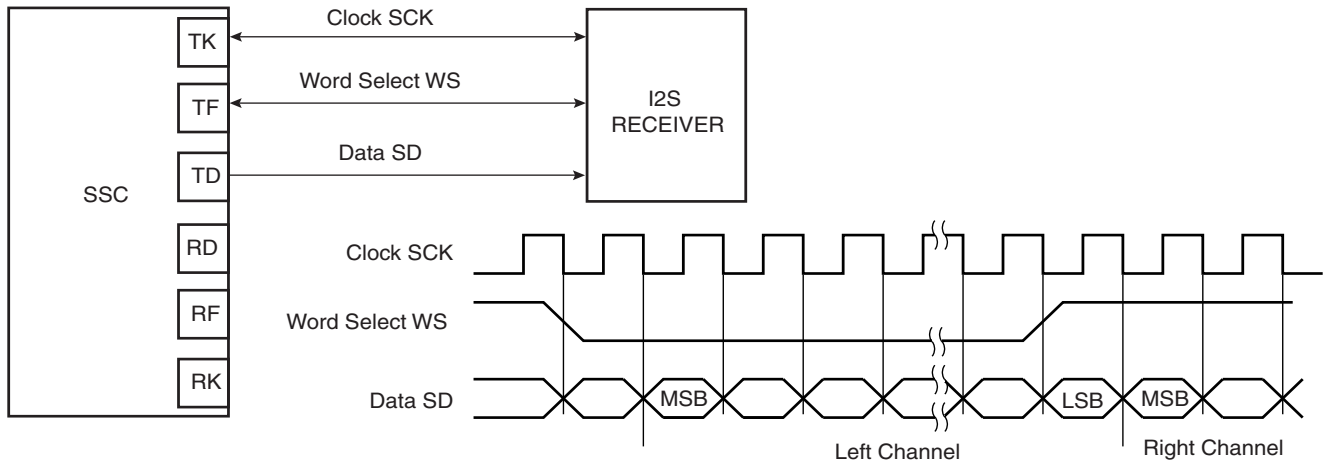 Clock SCK
TK
Word Select WS
TF
I2S
RECEIVER
Data SD
TD
SSC
RD
Clock SCK
RF
Word Select WS
RK
Data SD
MSB
LSB
MSB
Left Channel
Right Channel